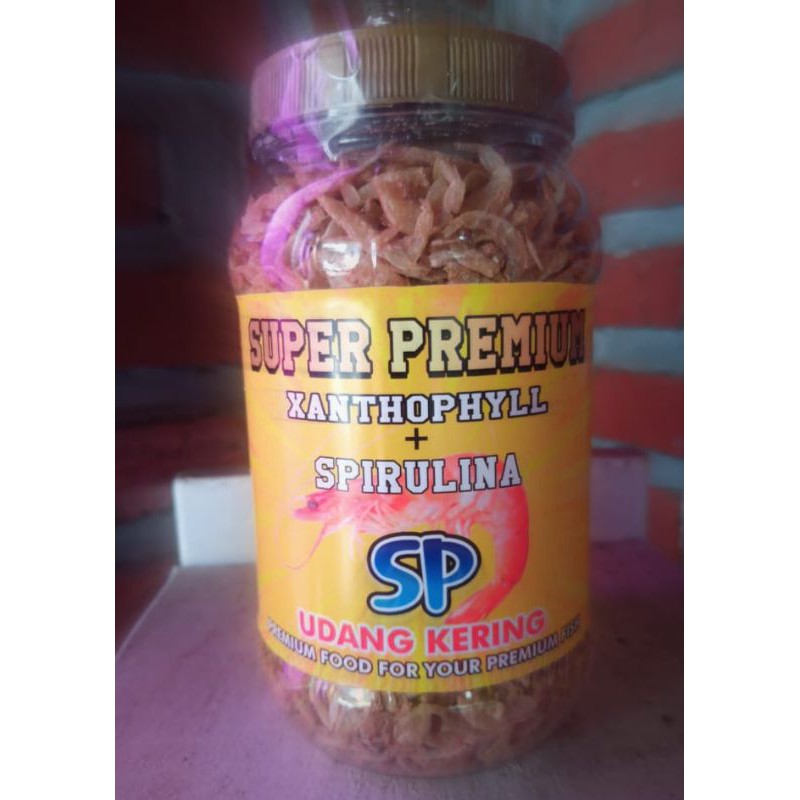 SUPER PREMIUM
XANTHOPHYLL
+
SPIRULINA
SP
UDANG KERING
PREMIUM FOOD FOR YOUR PREMIUM FISH